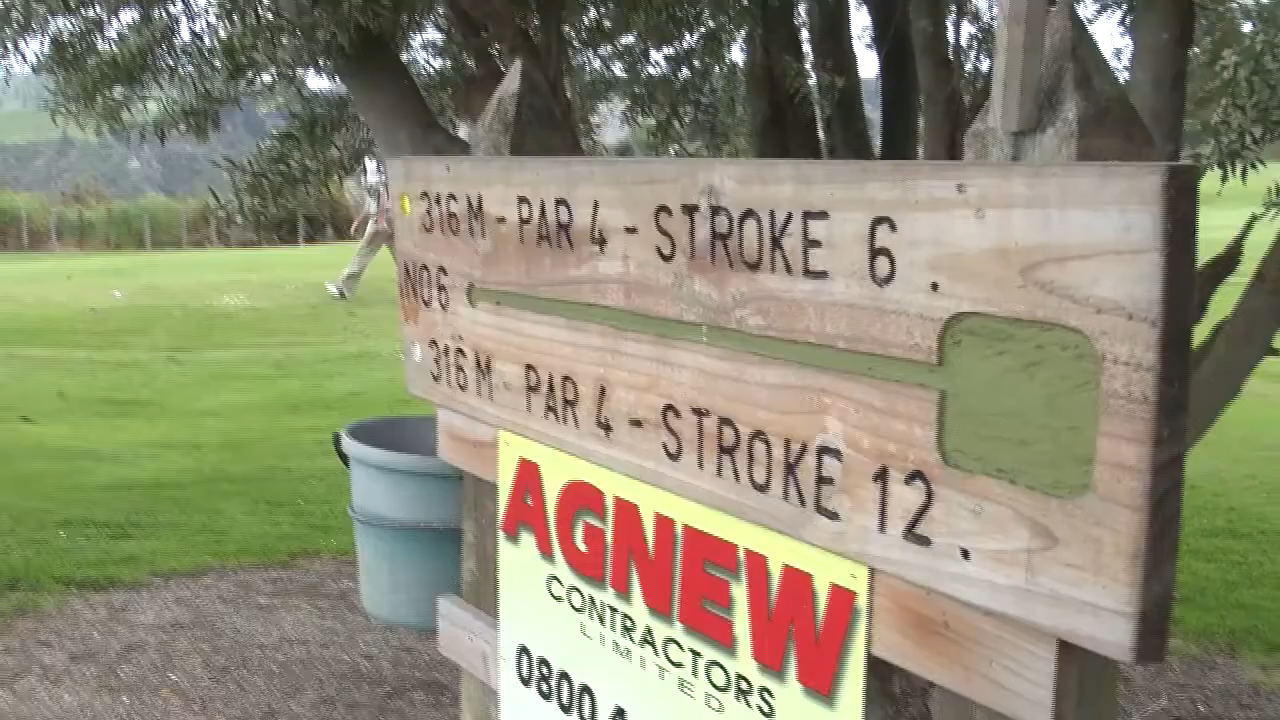 316 M - PAR 4 - STROKE 6 .
NO 6
316 M - PAR 4 - STROKE 12 .
AGNEW
CONTRACTORS
LIMITED
0800